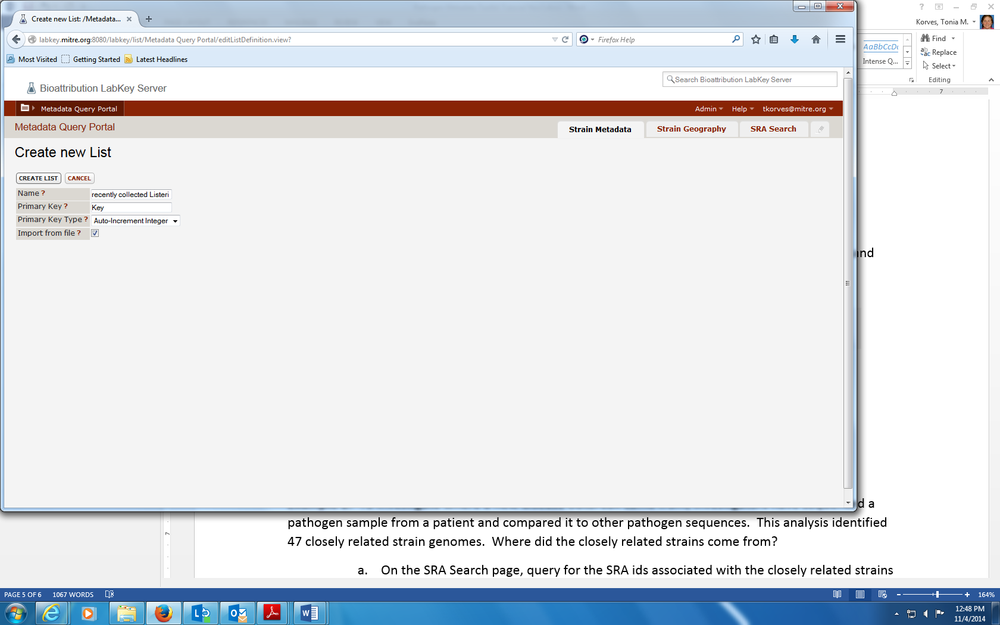 Create new List: /Metadata...
labkey.mitre.org:8080/labkey/list/Metadata Query Portal/editListDefinition.view?
Firefox Help
Most Visited
Getting Started
Latest Headlines
Bioattribution LabKey Server
Search Bioattribution LabKey Server
Metadata Query Portal
Admin
Help
tkorves@mitre.org
Metadata Query Portal
Strain Metadata
Strain Geography
SRA Search
Create new List
CREATE LIST
CANCEL
Name ?
recently collected Listeri
Primary Key ?
Key
Primary Key Type ?
Auto-Increment Integer
Import from file ?
Korves, Tonia M.
AaBbCcD
Intense Q...
Find
Replace
Select
Editing
7
and
d a
pathogen sample from a patient and compared it to other pathogen sequences. This analysis identified
47 closely related strain genomes. Where did the closely related strains come from?
a. On the SRA Search page, query for the SRA ids associated with the closely related strains
7
PAGE 5 OF 6
1067 WORDS
164%
12:48 PM
11/4/2014